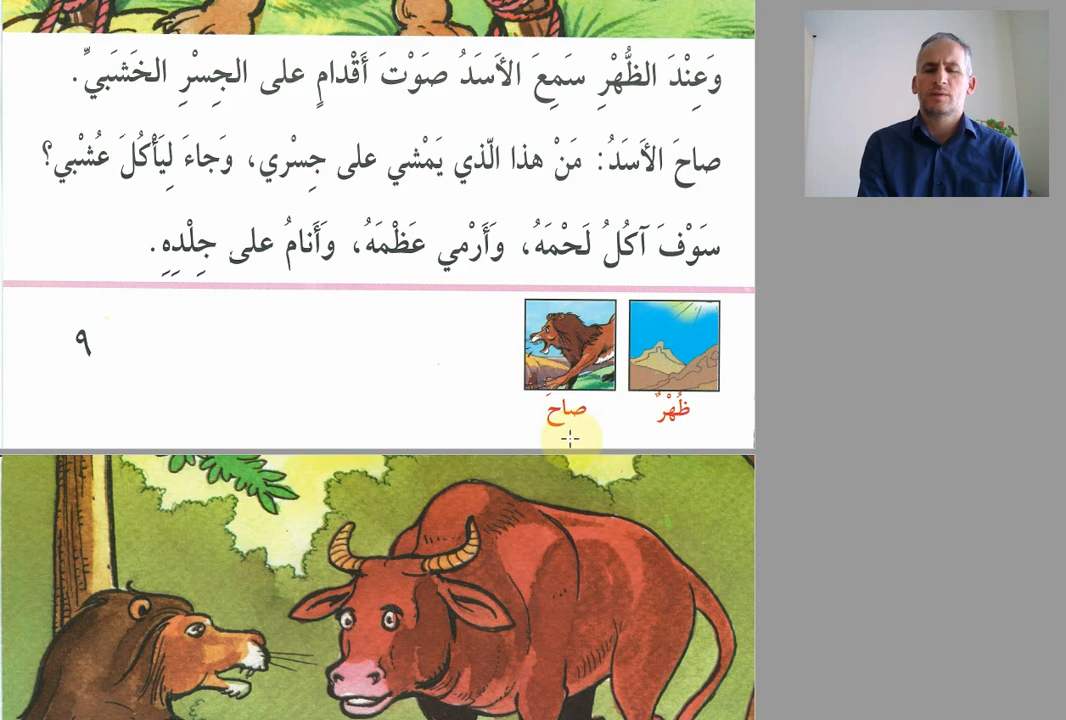 وَعِنْدَ الظُّهْرِ سَمِعَ الأَسَدُ صَوْتَ أَقْدامٍ على الجِسْرِ الخَشَبيِّ.
صاحَ الأَسَدُ: مَنْ هذا الّذي يَمْشي على جِسْري، وَجاءَ لِيَأْكُلَ عُشْبي؟
سَوْفَ آكُلُ لَحْمَهُ، وَأَرْمي عَظْمَهُ، وَأَنامُ على جِلْدِهِ.
ظُهْرٌ
صاحَ
٩